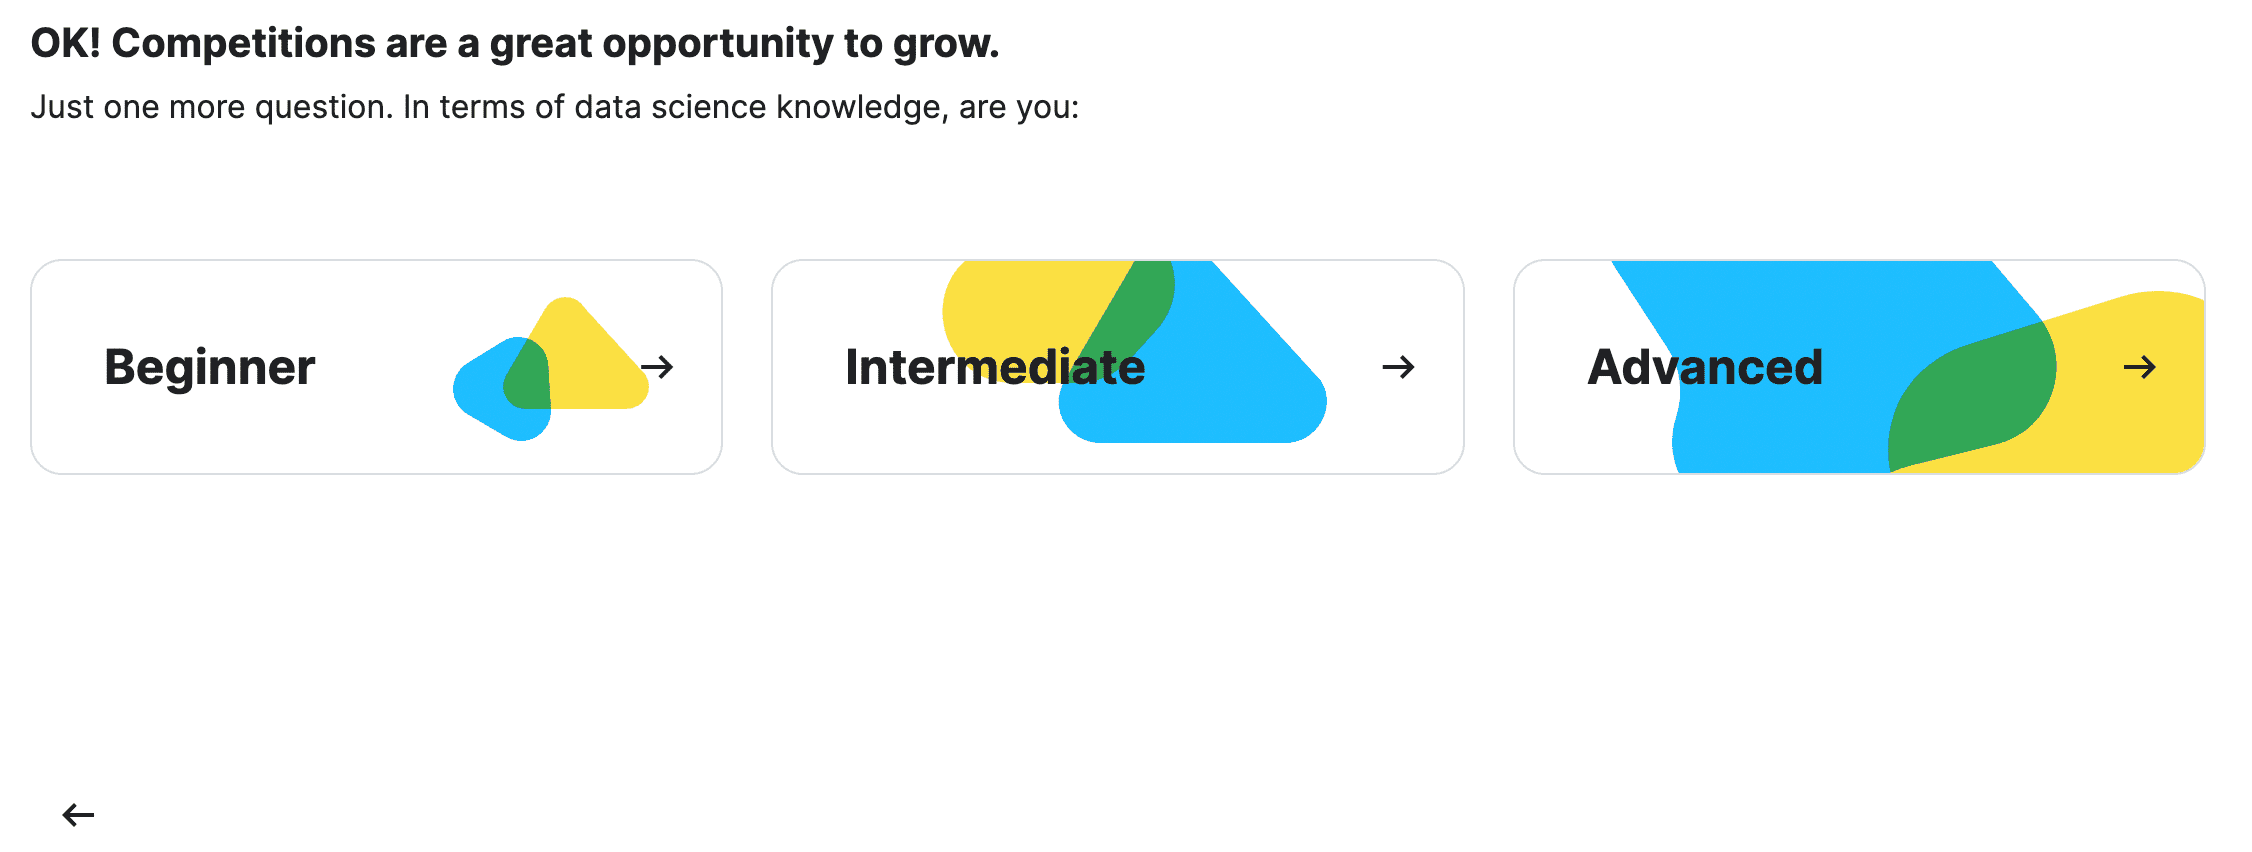 OK! Competitions are a great opportunity to grow.
Just one more question. In terms of data science knowledge, are you:
Beginner
Intermediate
Advanced